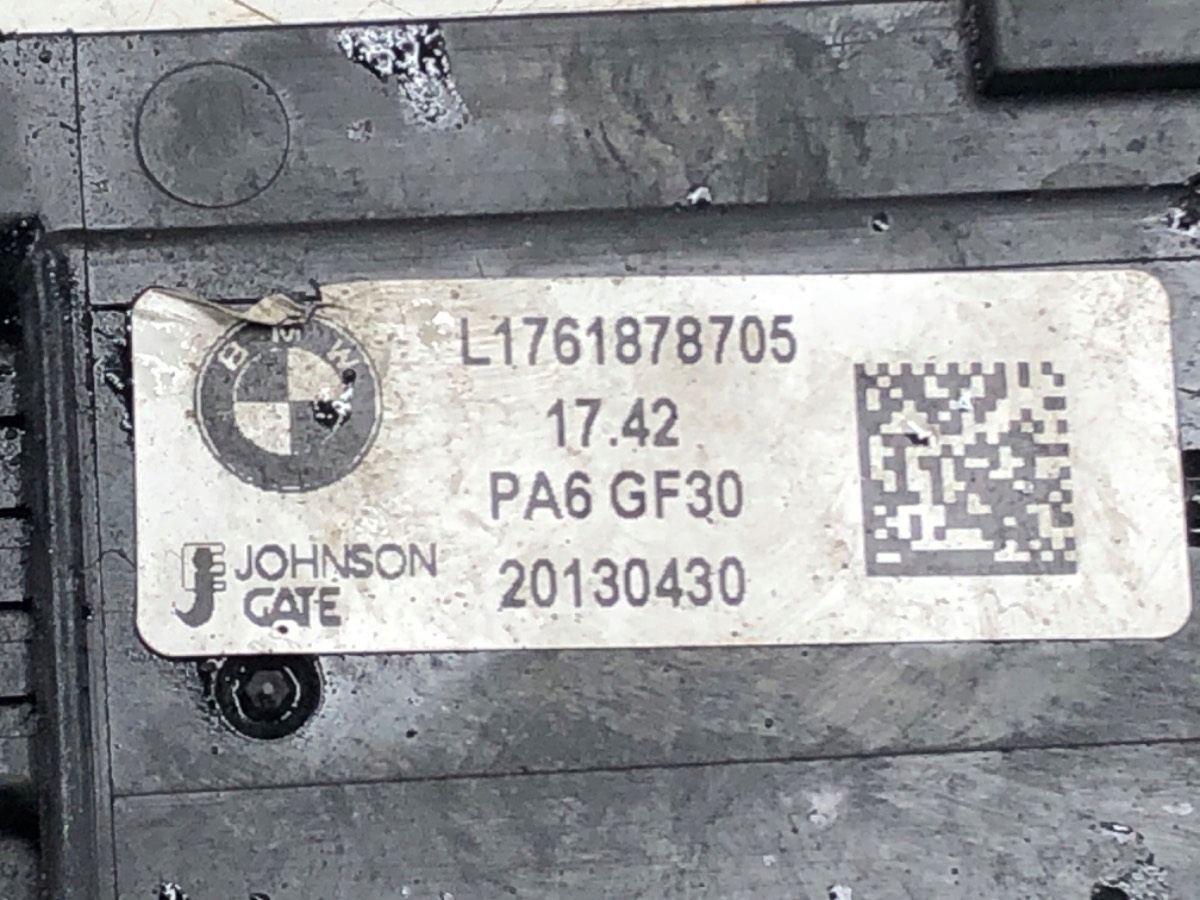 BMW
L1761878705
17.42
PA6 GF30
20130430
JOHNSON
GATE